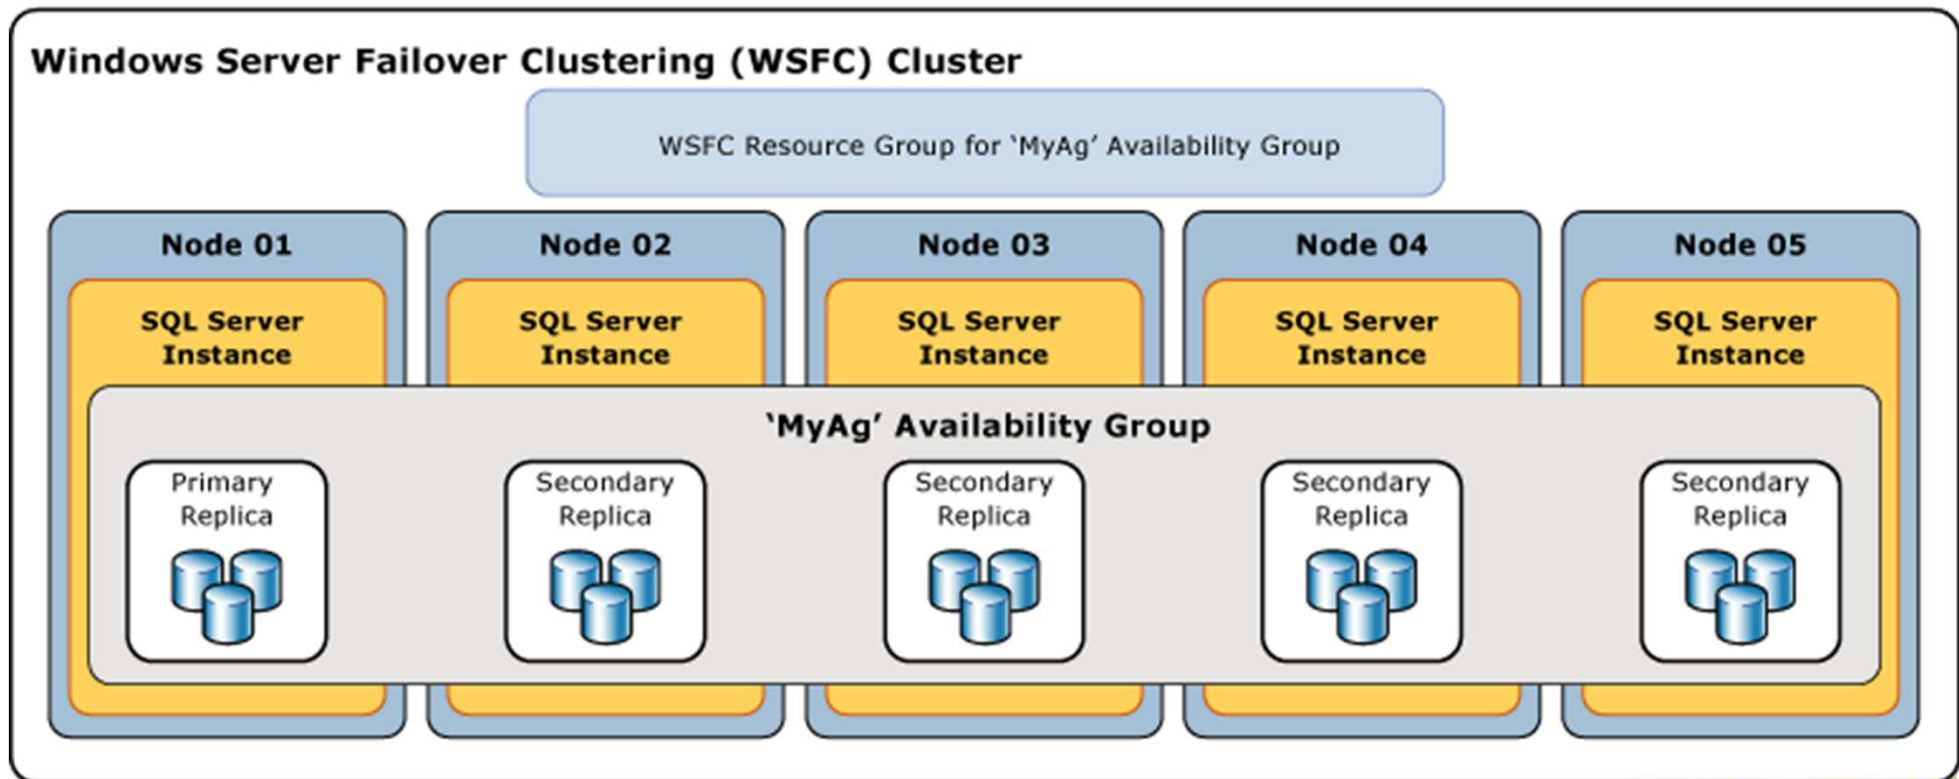 Windows Server Failover Clustering (WSFC) Cluster
WSFC Resource Group for ‘MyAg’ Availability Group
Node 01
SQL Server
Instance
Node 02
SQL Server
Instance
Node 03
SQL Server
Instance
Node 04
SQL Server
Instance
Node 05
SQL Server
Instance
‘MyAg’ Availability Group
Primary
Replica
Secondary
Replica
Secondary
Replica
Secondary
Replica
Secondary
Replica